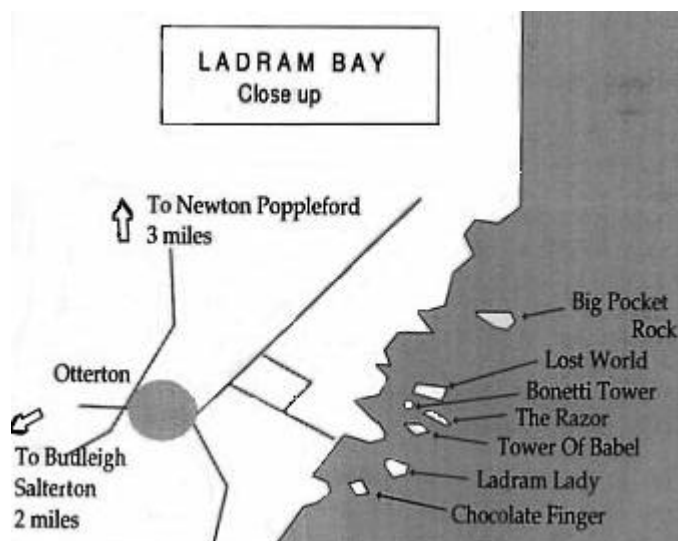 LADRAM BAY
Close up
To Newton Poppleford
3 miles
Big Pocket
Rock
Lost World
Otterton
Bonetti Tower
The Razor
Tower Of Babel
To Budleigh
Salterton
2 miles
Ladram Lady
Chocolate Finger